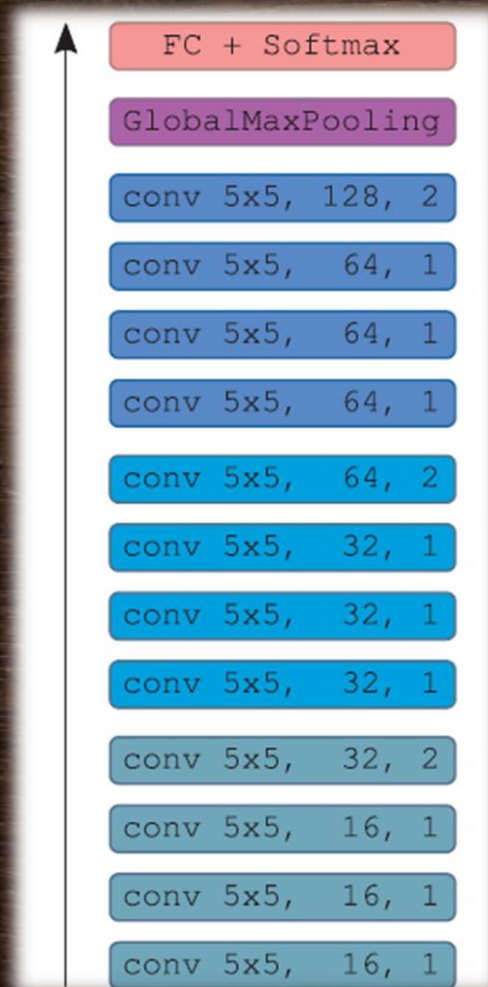 FC + Softmax
GlobalMaxPooling
conv 5x5, 128, 2
conv 5x5, 64, 1
conv 5x5, 64, 1
conv 5x5, 64, 1
conv 5x5, 64, 2
conv 5x5, 32, 1
conv 5x5, 32, 1
conv 5x5, 32, 1
conv 5x5, 32, 2
conv 5x5, 16, 1
conv 5x5, 16, 1
conv 5x5, 16, 1